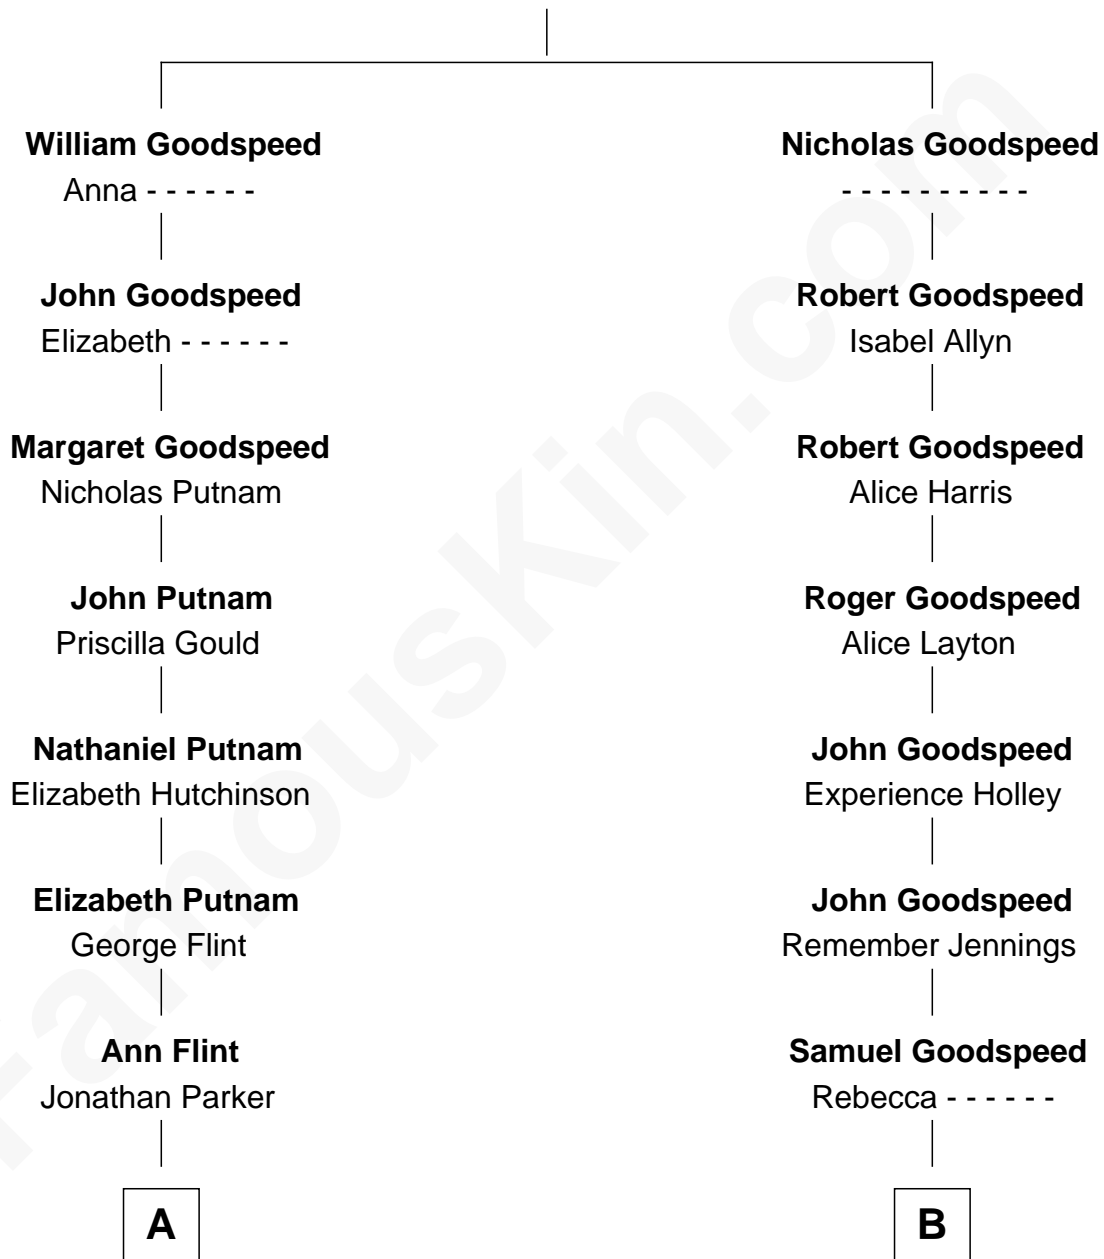 William Goodspeed
Anna - - - - - -
John Goodspeed
Elizabeth - - - - - -
Margaret Goodspeed
Nicholas Putnam
John Putnam
Priscilla Gould
Nathaniel Putnam
Elizabeth Hutchinson
Elizabeth Putnam
George Flint
Ann Flint
Jonathan Parker
A
Nicholas Goodspeed
- - - - - - - - - -
Robert Goodspeed
Isabel Allyn
Robert Goodspeed
Alice Harris
Roger Goodspeed
Alice Layton
John Goodspeed
Experience Holley
John Goodspeed
Remember Jennings
Samuel Goodspeed
Rebecca - - - - - -
B
FamousKin.com